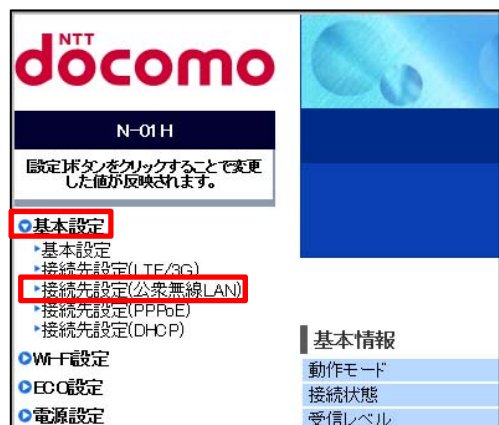 NTT
döcomo
N-01H
[設定]ボタンをクリックすることで変更
した値が反映されます。
基本設定
基本設定
接続先設定(LTE/3G)
接続先設定(公衆無線LAN)
接続先設定(PPPoE)
接続先設定(DHCP)
Wi-Fi設定
ECO設定
電源設定
基本情報
動作モード
接続状態
受信レベル